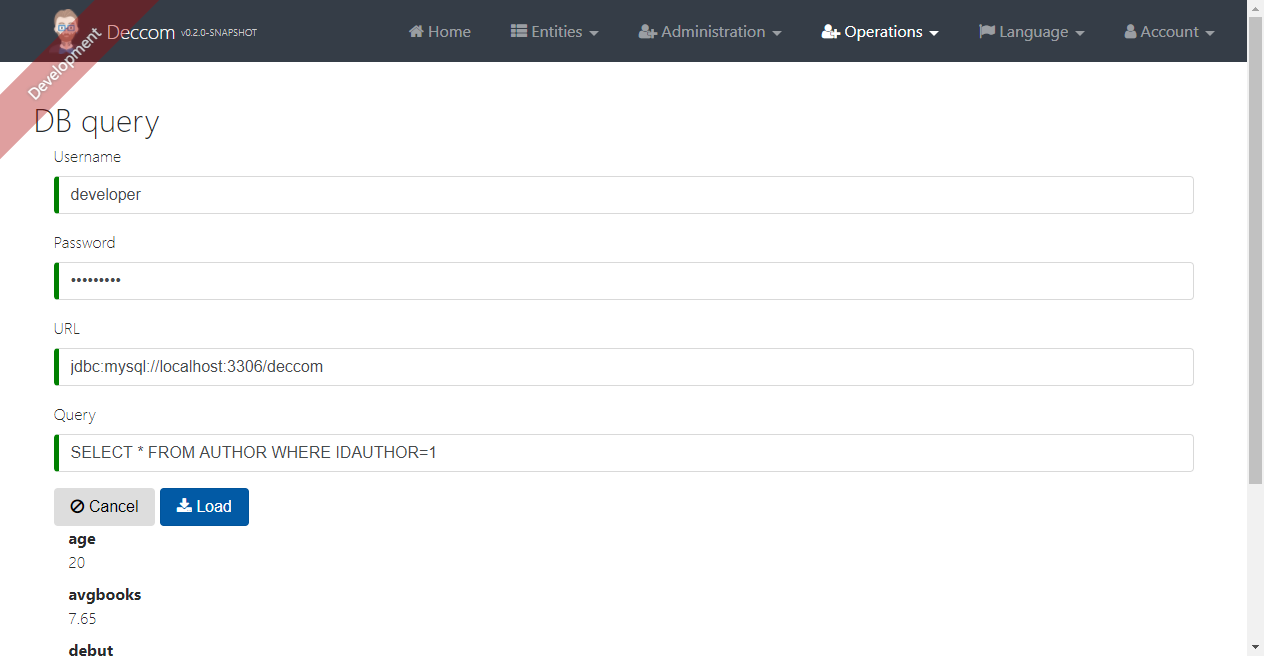 Deccom v0.2.0-SNAPSHOT Home Entities Administration Operations Language Account
Development
DB query
Username
developer
Password
•••••••••
URL
jdbc:mysql://localhost:3306/deccom
Query
SELECT * FROM AUTHOR WHERE IDAUTHOR=1
Cancel Load
age
20
avgbooks
7.65
debut